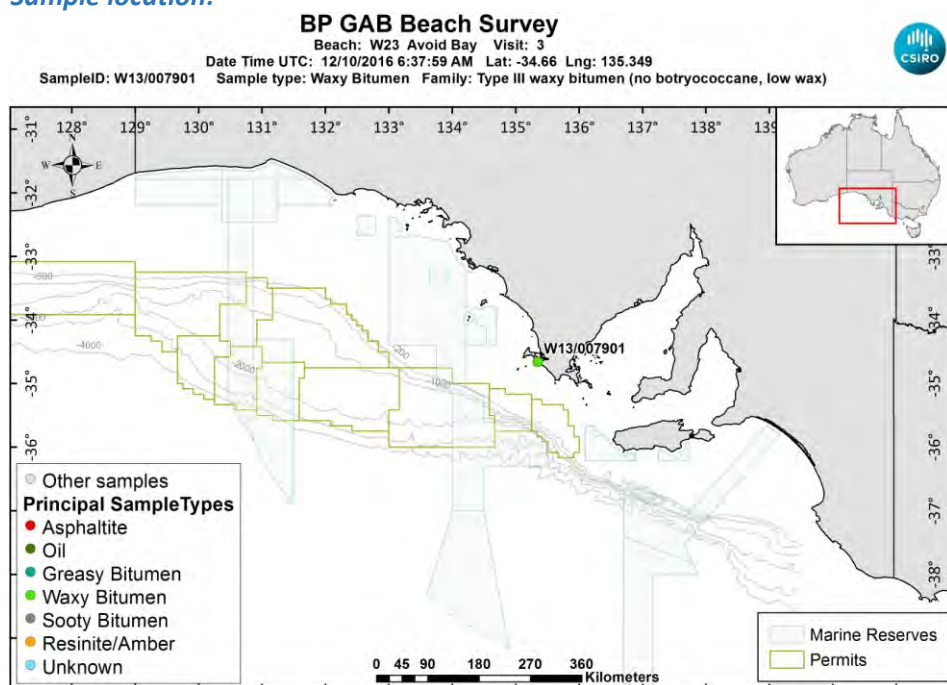 Sample location:
BP GAB Beach Survey
Beach: W23 Avoid Bay Visit: 3
Date Time UTC: 12/10/2016 6:37:59 AM Lat: -34.66 Lng: 135.349
SampleID: W13/007901 Sample type: Waxy Bitumen Family: Type III waxy bitumen (no botryococcane, low wax)
CSIRO
128° 129° 130° 131° 132° 133° 134° 135° 136° 137° 138° 139
-31°
-32°
-33°
-34°
-35°
-36°
-37°
-38°
N
W E
S
-33°
-34°
-35°
-36°
-37°
-38°
-200
-1000
-2000
-4000
W13/007901
Other samples
Principal SampleTypes
Asphaltite
Oil
Greasy Bitumen
Waxy Bitumen
Sooty Bitumen
Resinite/Amber
Unknown
0 45 90 180 270 360
Kilometers
Marine Reserves
Permits